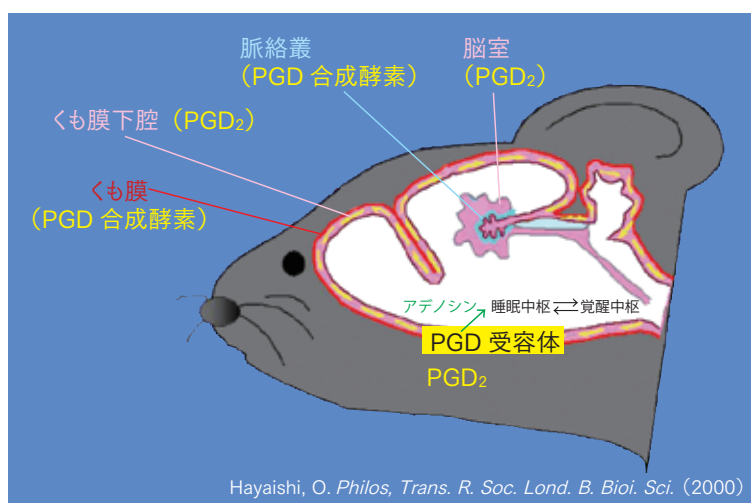 脈絡叢
(PGD 合成酵素)
脳室
(PGD₂)
くも膜下腔 (PGD₂)
くも膜
(PGD 合成酵素)
アデノシン 睡眠中枢 ⇄ 覚醒中枢
PGD 受容体
PGD₂
Hayaishi, O. Philos, Trans. R. Soc. Lond. B. Bioi. Sci. (2000)